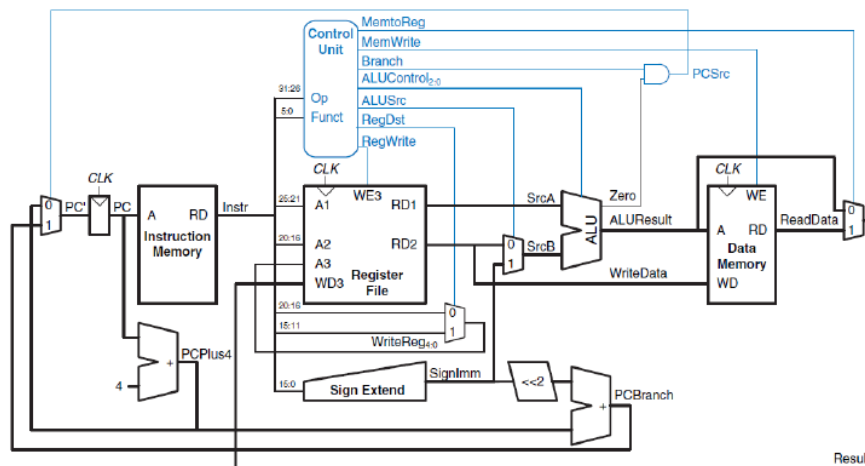 MemtoReg
Control Unit
MemWrite
Branch
PCSrc
ALUControl2:0
31:26
Op
ALUSrc
5:0
Funct
RegDst
RegWrite
CLK
CLK
CLK
WE3
WE
0
1
PC'
PC
A
RD
Instr
25:21
A1
RD1
SrcA
Zero
Instruction Memory
20:16
A2
RD2
0
1
SrcB
ALU
ALUResult
A
RD
ReadData
0
1
A3
Register File
Data Memory
WD3
WriteData
WD
20:16
0
15:11
1
WriteReg4:0
PCPlus4
+
4
15:0
Sign Extend
SignImm
<<2
+
PCBranch
Resul